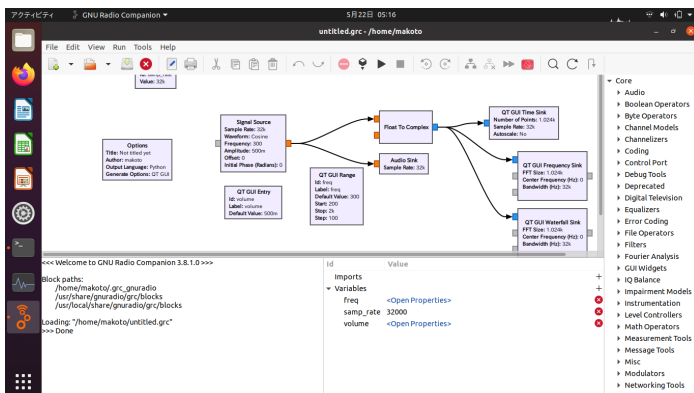 アクティビティ
GNU Radio Companion
5月22日 05:16
untitled.grc - /home/makoto
File Edit View Run Tools Help
Value: 32k
Options
Title: Not titled yet
Author: makoto
Output Language: Python
Generate Options: QT GUI
Signal Source
Sample Rate: 32k
Waveform: Cosine
Frequency: 300
Amplitude: 500m
Offset: 0
Initial Phase (Radians): 0
QT GUI Entry
Id: volume
Label: volume
Default Value: 500m
QT GUI Range
Id: freq
Label: freq
Default Value: 300
Start: 200
Stop: 2k
Step: 100
Float To Complex
Audio Sink
Sample Rate: 32k
QT GUI Time Sink
Number of Points: 1.024k
Sample Rate: 32k
Autoscale: No
QT GUI Frequency Sink
FFT Size: 1.024k
Center Frequency (Hz): 0
Bandwidth (Hz): 32k
QT GUI Waterfall Sink
FFT Size: 1.024k
Center Frequency (Hz): 0
Bandwidth (Hz): 32k
Core
Audio
Boolean Operators
Byte Operators
Channel Models
Channelizers
Coding
Control Port
Debug Tools
Deprecated
Digital Television
Equalizers
Error Coding
File Operators
Filters
Fourier Analysis
GUI Widgets
IQ Balance
Impairment Models
Instrumentation
Level Controllers
Math Operators
Measurement Tools
Message Tools
Misc
Modulators
Networking Tools
<<< Welcome to GNU Radio Companion 3.8.1.0 >>>
Block paths:
/home/makoto/.grc_gnuradio
/usr/share/gnuradio/grc/blocks
/usr/local/share/gnuradio/grc/blocks
Loading: "/home/makoto/untitled.grc"
>>> Done
Id Value
Imports
Variables
freq <Open Properties>
samp_rate 32000
volume <Open Properties>